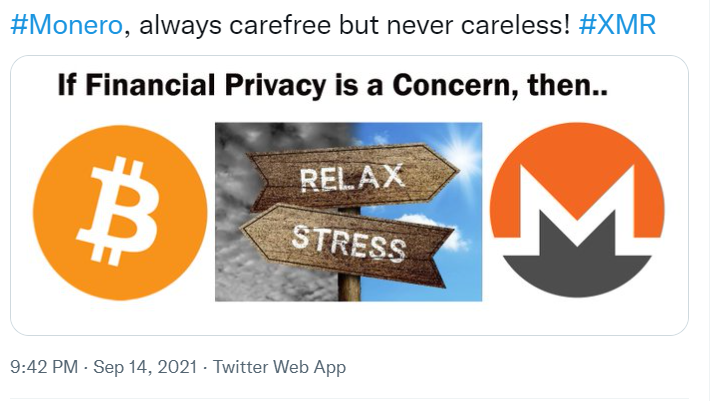 #Monero, always carefree but never careless! #XMR
If Financial Privacy is a Concern, then..
RELAX
STRESS
9:42 PM · Sep 14, 2021 · Twitter Web App